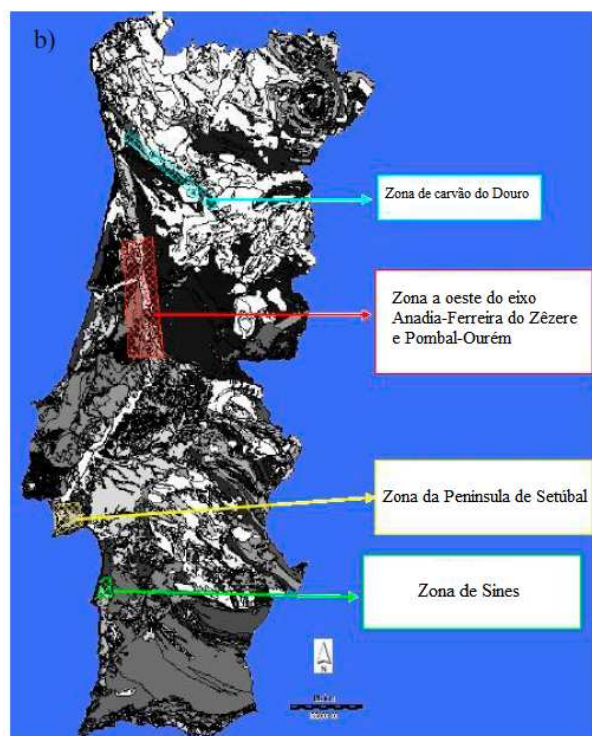 b)
Zona de carvão do Douro
Zona a oeste do eixo
Anadia-Ferreira do Zêzere
e Pombal-Ourém
Zona da Península de Setúbal
Zona de Sines
N